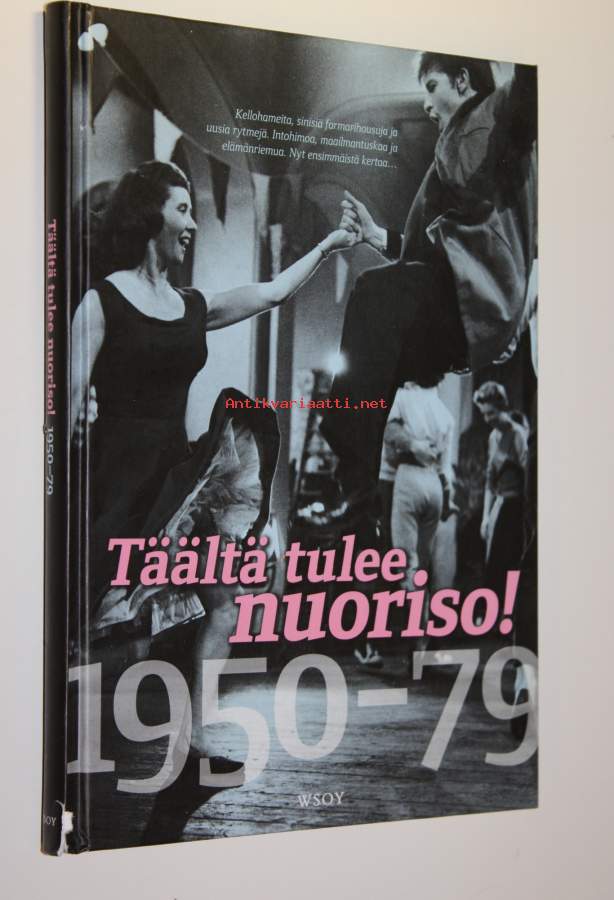 Kellohameita, sinisiä farmarihousuja ja
uusia rytmejä. Intohimoa, maailmantuskaa ja
elämänriemua. Nyt ensimmäistä kertaa...
Täältä tulee nuoriso! 1950–79
Antikvariaatti.net
Täältä tulee
nuoriso!
1950–79
WSOY
SOY